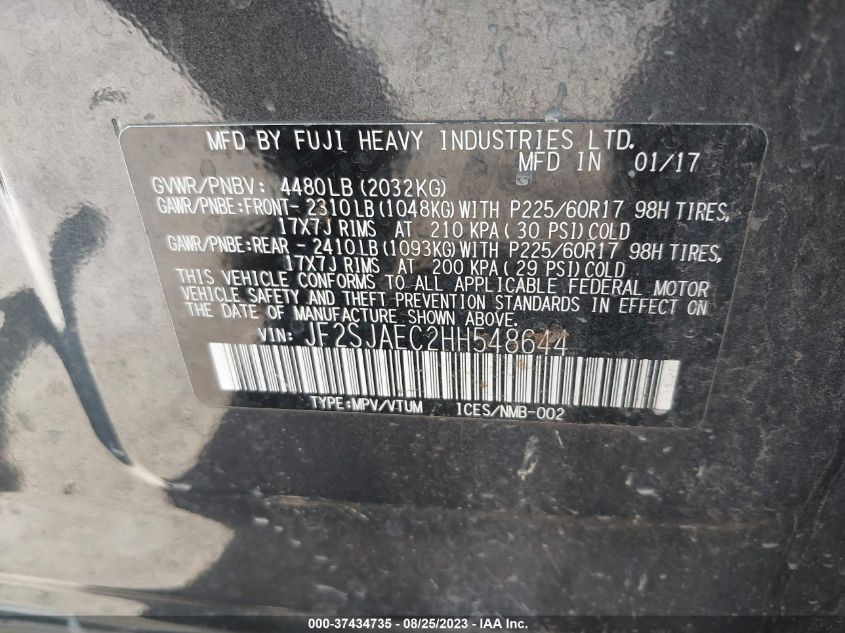 MFD BY FUJI HEAVY INDUSTRIES LTD.
MFD IN 01/17
GVWR/PNBV: 4480LB (2032KG)
GAWR/PNBE:FRONT- 2310LB (1048KG)WITH P225/60R17 98H TIRES,
17X7J RIMS AT 210 KPA ( 30 PSI)COLD
GAWR/PNBE:REAR - 2410LB (1093KG)WITH P225/60R17 98H TIRES,
17X7J RIMS AT 200 KPA ( 29 PSI)COLD
THIS VEHICLE CONFORMS TO ALL APPLICABLE FEDERAL MOTOR
VEHICLE SAFETY AND THEFT PREVENTION STANDARDS IN EFFECT ON
THE DATE OF MANUFACTURE SHOWN ABOVE.
VIN: JF2SJAEC2HH548644
TYPE:MPV/VTUM ICES/NMB-002
000-37434735 - 08/25/2023 - IAA Inc.